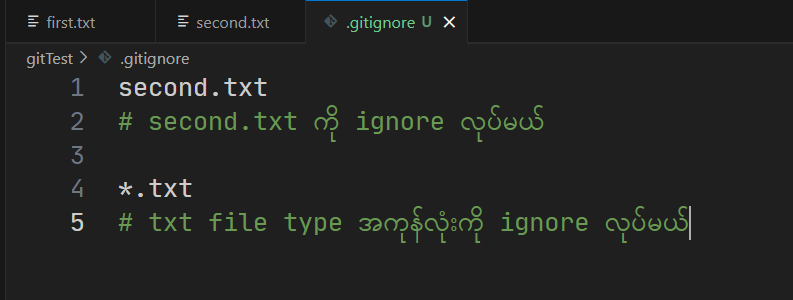 first.txt second.txt .gitignore U
gitTest > .gitignore
1 second.txt
2 # second.txt ကို ignore လုပ်မယ်
3
4 *.txt
5 # txt file type အကုန်လုံးကို ignore လုပ်မယ်